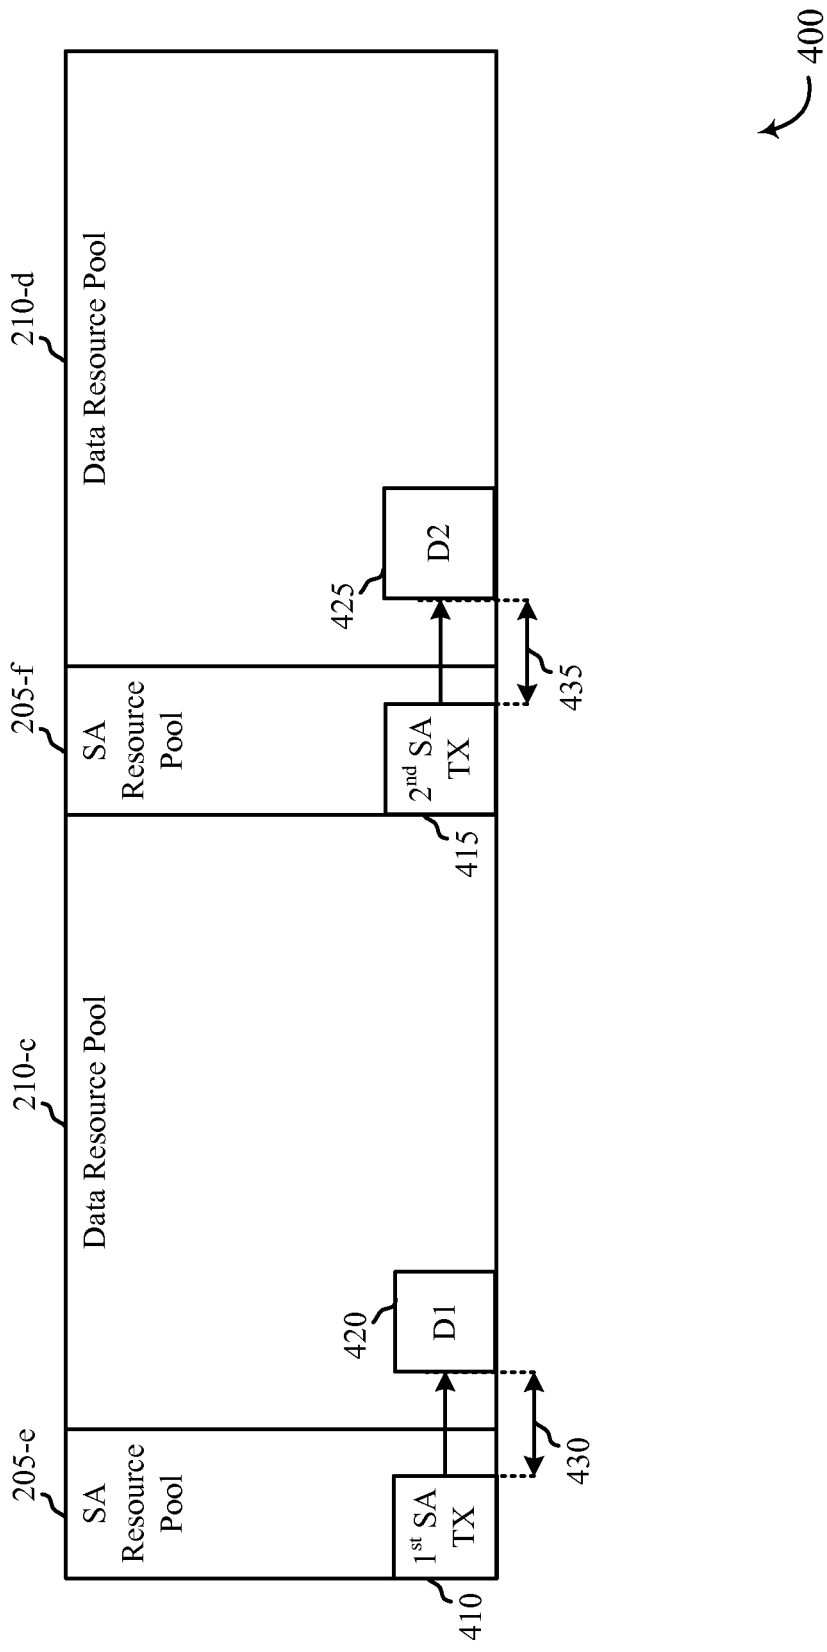 205-e
210-c
205-f
210-d
SA
Resource
Pool
Data Resource Pool
SA
Resource
Pool
Data Resource Pool
420
425
1st SA
TX
D1
2nd SA
TX
D2
410
430
415
435
400